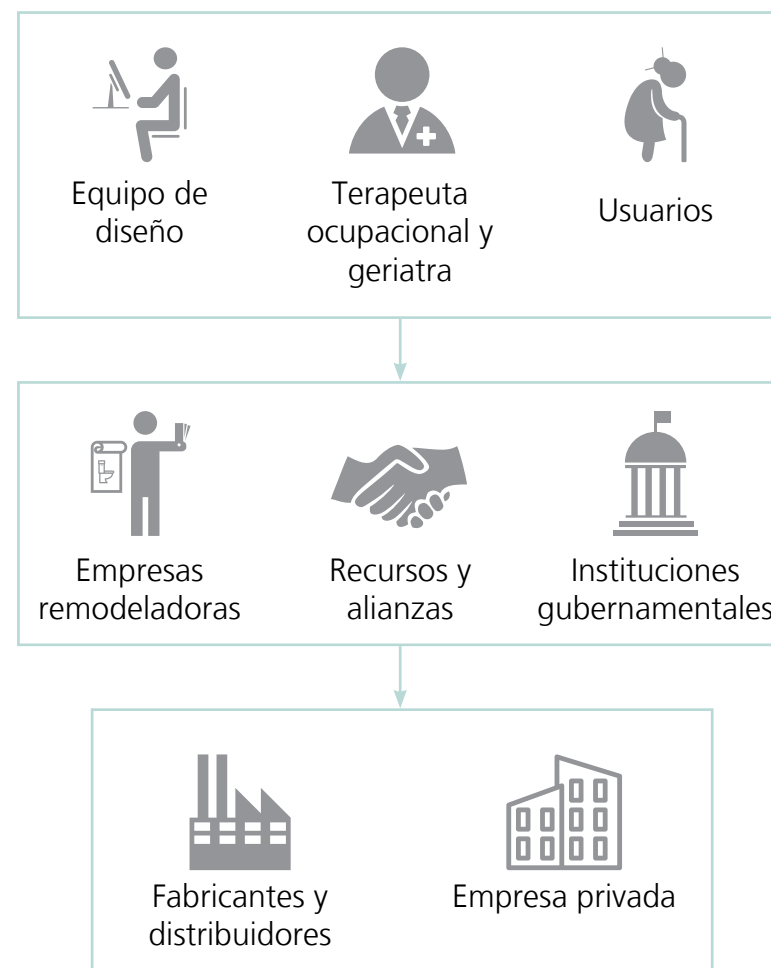 Equipo de
diseño
Terapeuta
ocupacional y
geriatra
Usuarios
Empresas
remodeladoras
Recursos y
alianzas
Instituciones
gubernamentales
Fabricantes y
distribuidores
Empresa privada